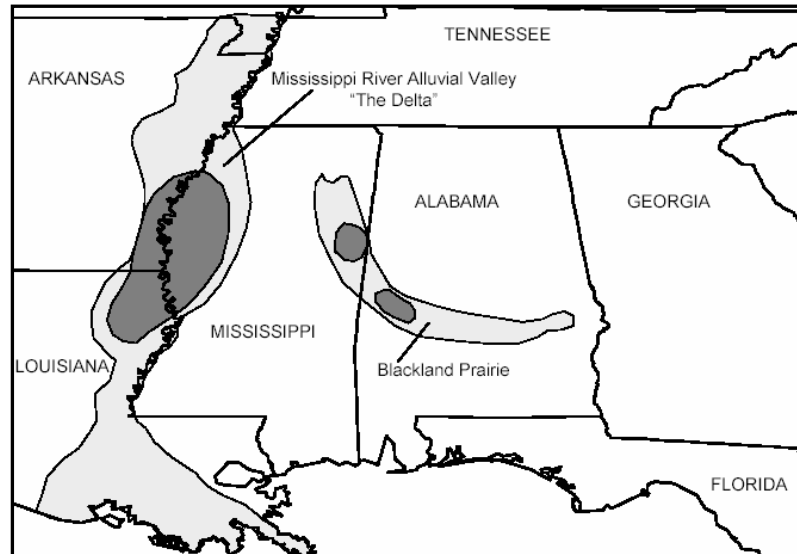 TENNESSEE
ARKANSAS
Mississippi River Alluvial Valley
"The Delta"
ALABAMA
GEORGIA
MISSISSIPPI
LOUISIANA
Blackland Prairie
FLORIDA